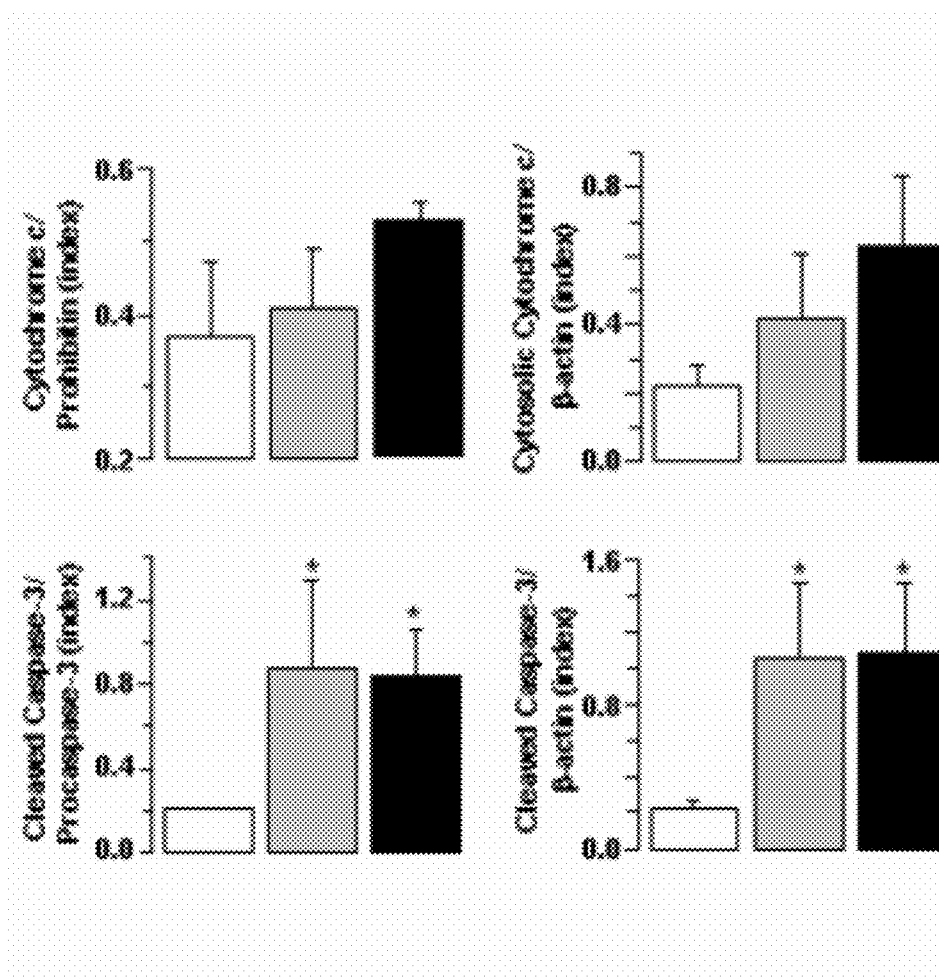 Cytochrome c/
Prohibitin (index)
0.6
0.4
0.2
Cytosolic Cytochrome c/
β-actin (index)
0.8
0.4
0.0
Cleaved Caspase-3/
Procaspase-3 (index)
1.2
0.8
0.4
0.0
*
*
Cleaved Caspase-3/
β-actin (index)
1.6
0.8
0.0
*
*